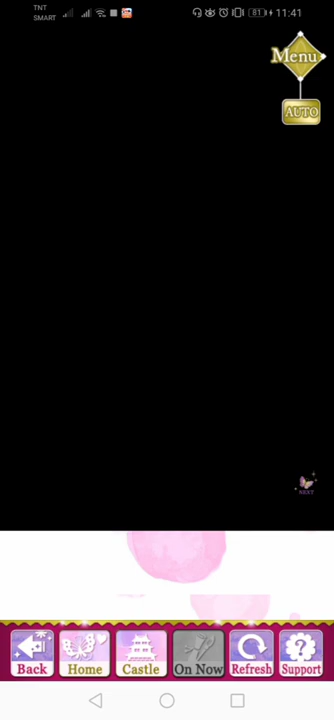 TNT
SMART
81
11:41
Menu
AUTO
NEXT
Back Home Castle On Now Refresh Support